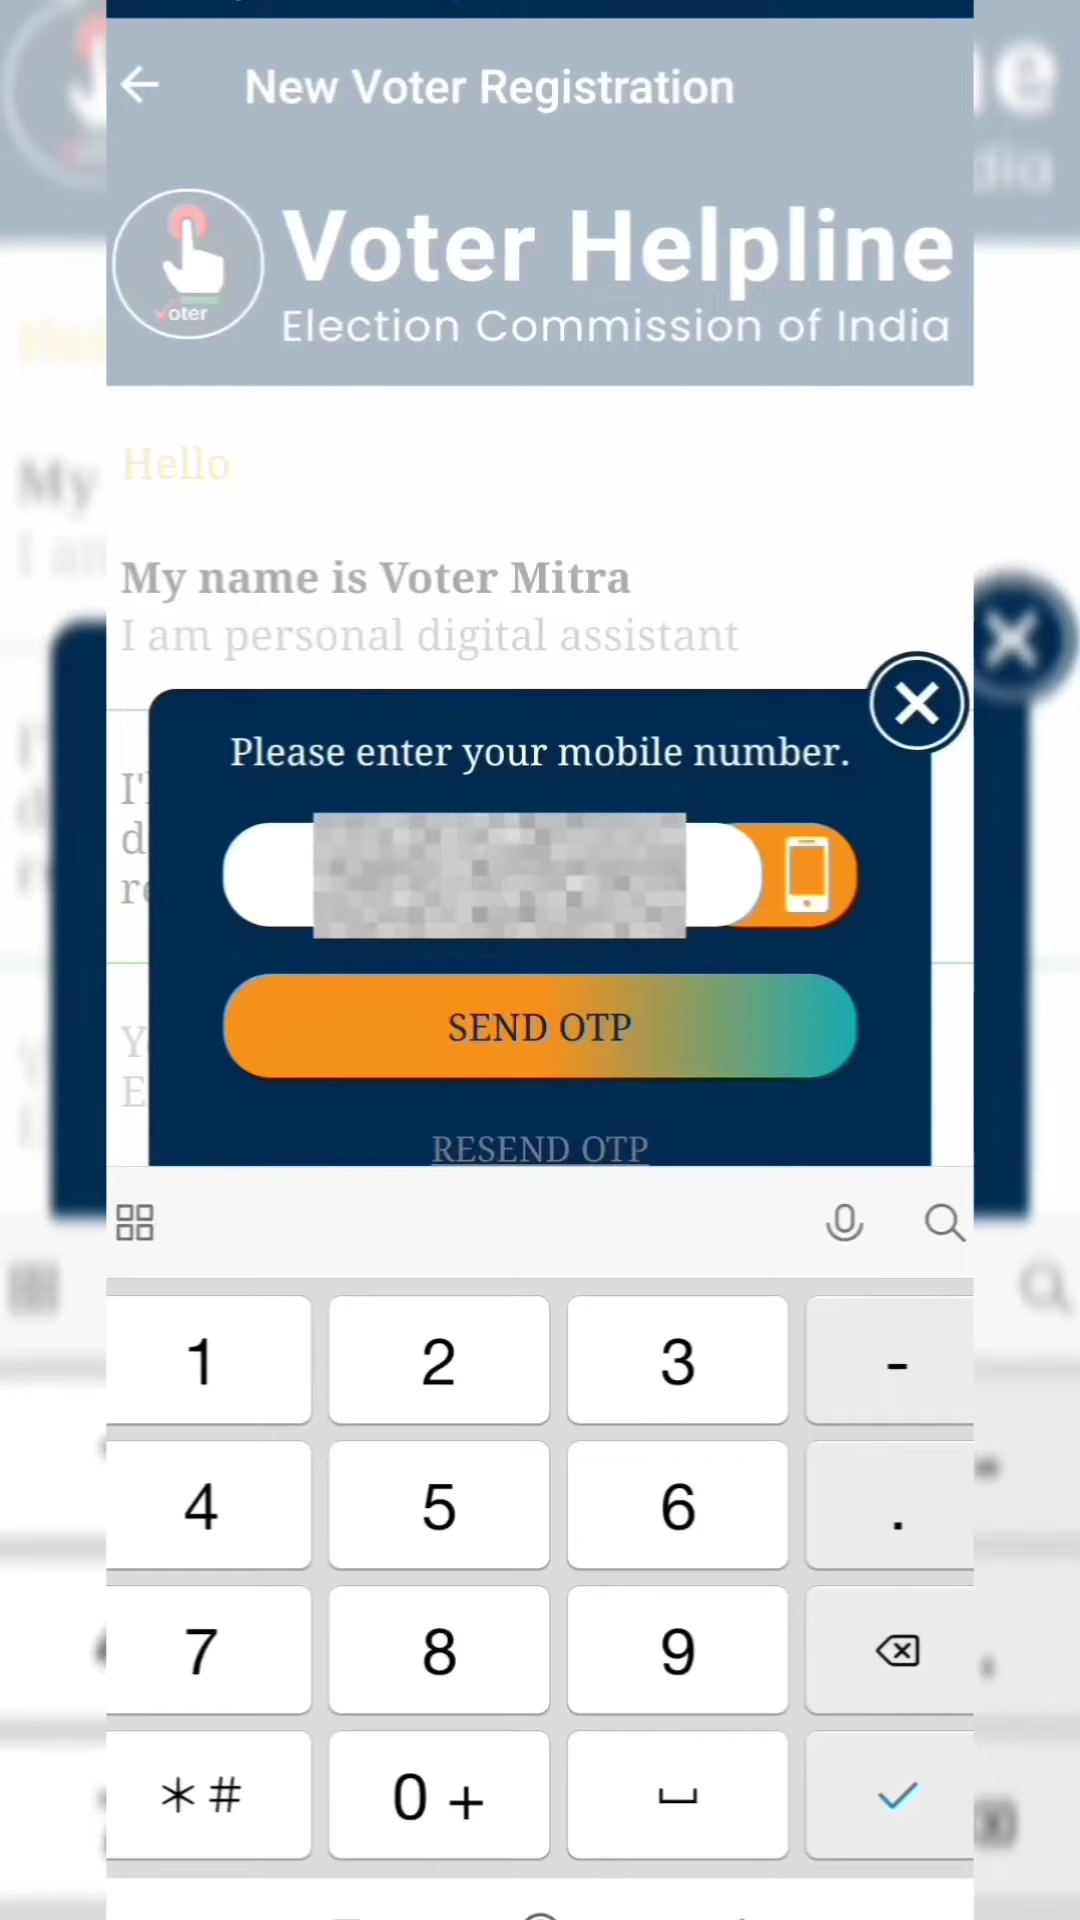 New Voter Registration
Voter Helpline
Election Commission of India
oter
Hello
My name is Voter Mitra
I am personal digital assistant
Please enter your mobile number.
SEND OTP
RESEND OTP
1 2 3 -
4 5 6 .
7 8 9
*# 0 +